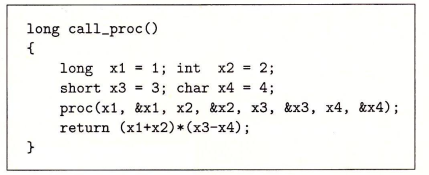 long call_proc()
{
    long  x1 = 1; int  x2 = 2;
    short x3 = 3; char x4 = 4;
    proc(x1, &x1, x2, &x2, x3, &x3, x4, &x4);
    return (x1+x2)*(x3-x4);
}